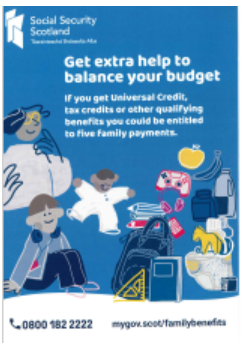 Social Security
Scotland
Tèarainteachd Shòisealta Alba
Get extra help to
balance your budget
If you get Universal Credit,
tax credits or other qualifying
benefits you could be entitled
to five family payments.
0800 182 2222
mygov.scot/familybenefits